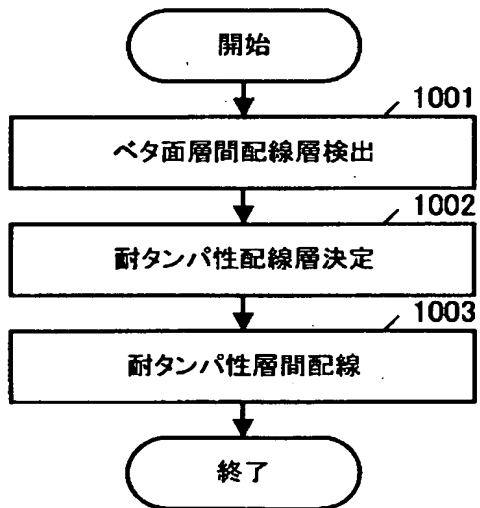 開始
1001
ベタ面層間配線層検出
1002
耐タンパ性配線層決定
1003
耐タンパ性層間配線
終了